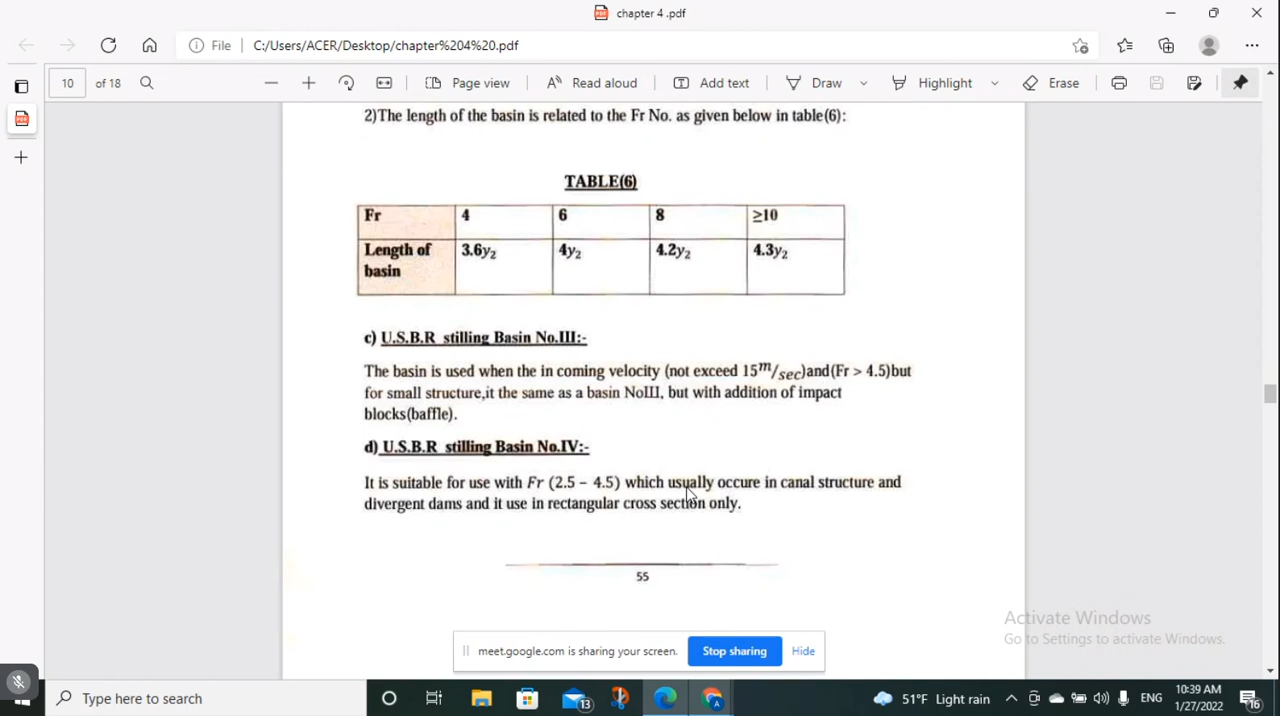 chapter 4 .pdf
File
C:/Users/ACER/Desktop/chapter%204%20.pdf
10 of 18
Page view
Read aloud
Add text
Draw
Highlight
Erase
2)The length of the basin is related to the Fr No. as given below in table(6):
TABLE(6)
Fr 4 6 8 ≥10
Length of basin 3.6y₂ 4y₂ 4.2y₂ 4.3y₂
c) U.S.B.R stilling Basin No.III:-
The basin is used when the in coming velocity (not exceed 15 m/sec)and(Fr > 4.5)but
for small structure,it the same as a basin NoIII, but with addition of impact
blocks(baffle).
d) U.S.B.R stilling Basin No.IV:-
It is suitable for use with Fr (2.5 − 4.5) which usually occure in canal structure and
divergent dams and it use in rectangular cross section only.
55
Activate Windows
Go to Settings to activate Windows.
meet.google.com is sharing your screen.
Stop sharing
Hide
Type here to search
13
51°F Light rain
ENG
10:39 AM
1/27/2022
16